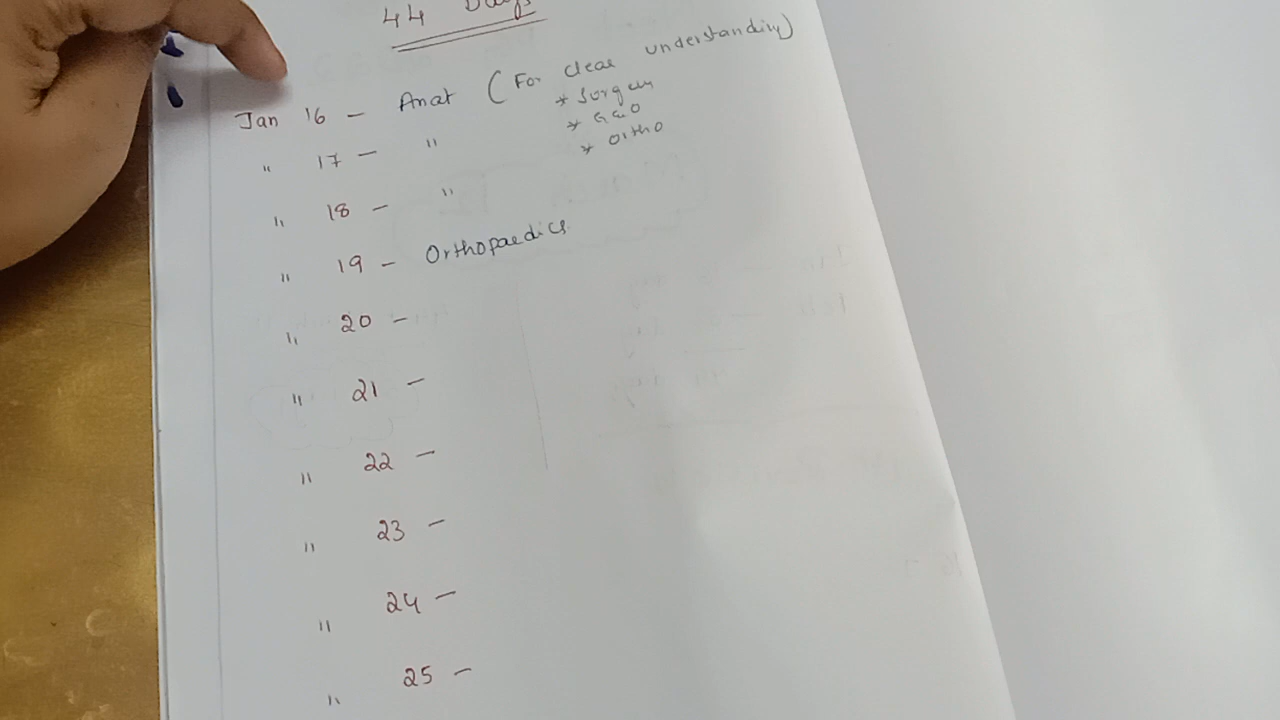 44 Days
Jan 16 - Anat (For clear understanding)
* Surgery
* G&O
* Ortho
" 17 - "
" 18 - "
" 19 - Orthopaedics
" 20 -
" 21 -
" 22 -
" 23 -
" 24 -
" 25 -